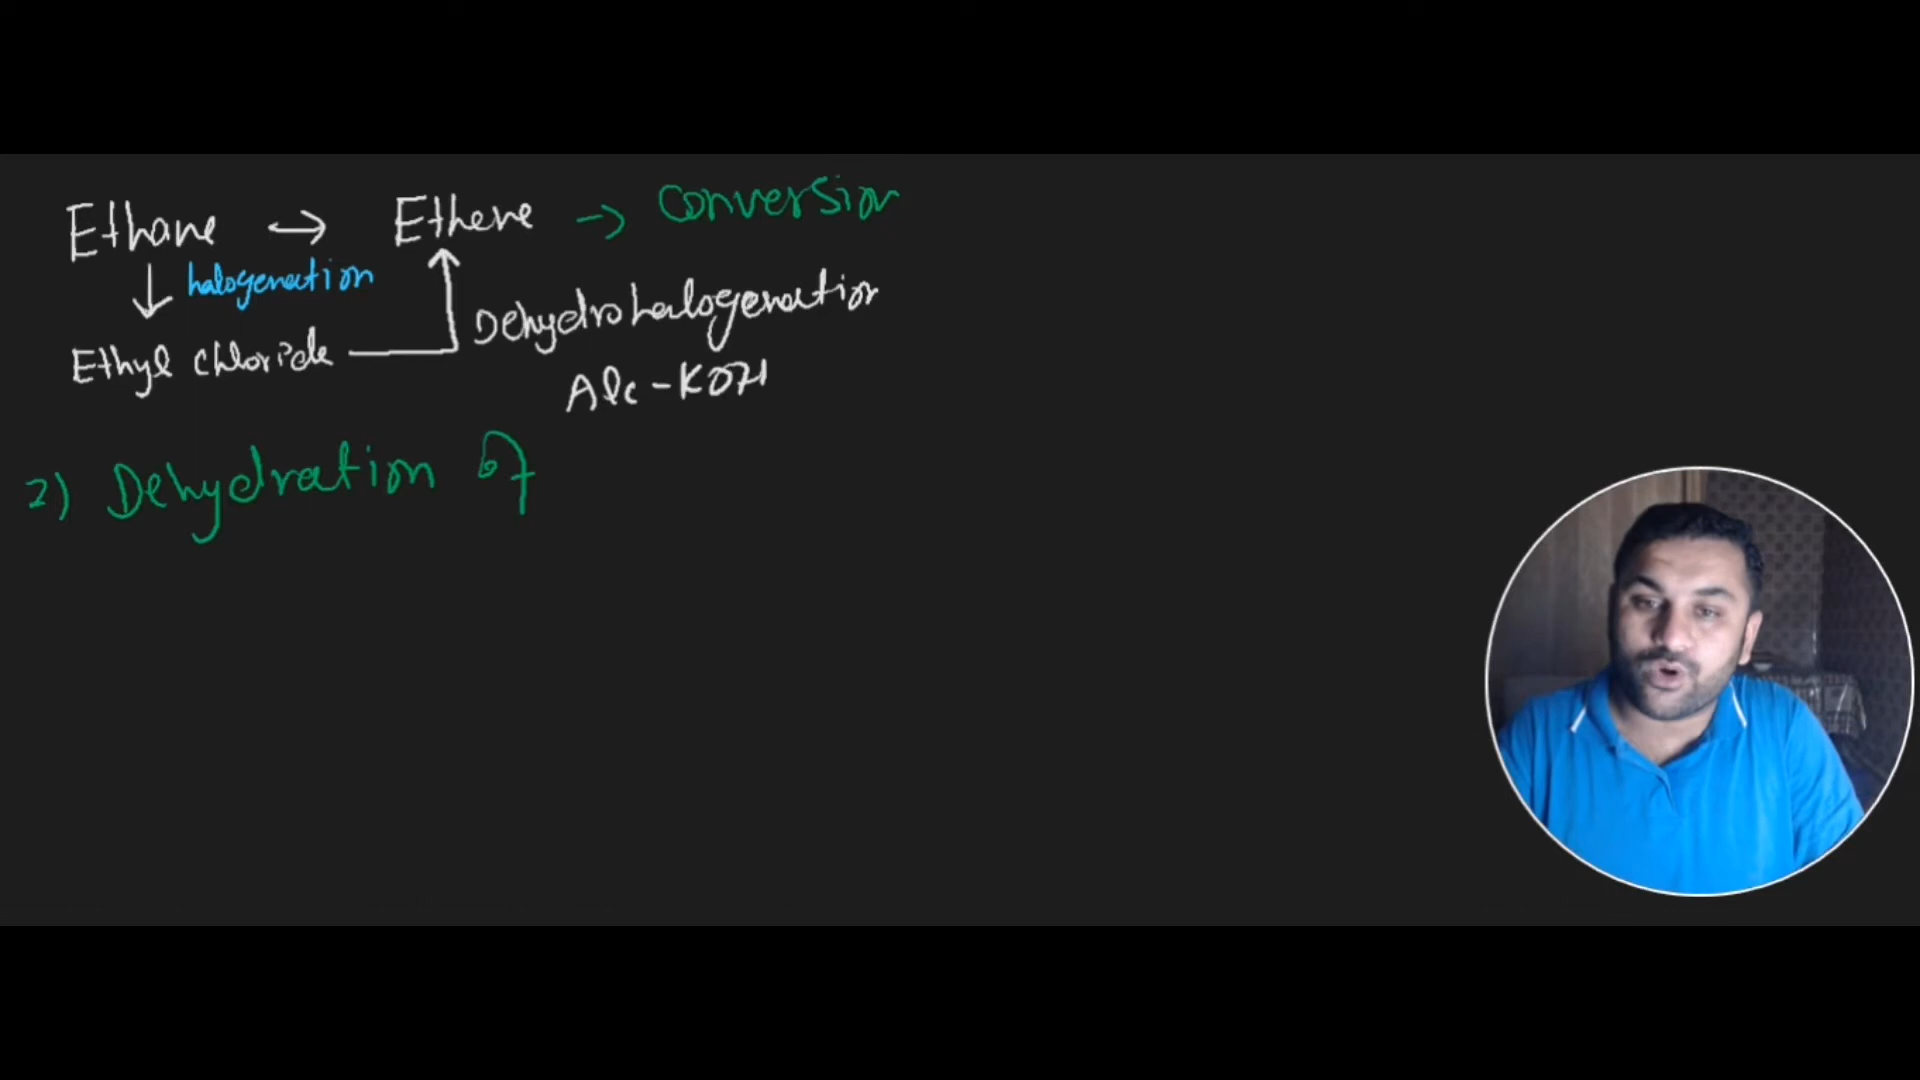 Ethane → Ethene → Conversion
↓ halogenation
Dehydrohalogenation
Ethyl chloride
Alc - KOH
2) Dehydration of